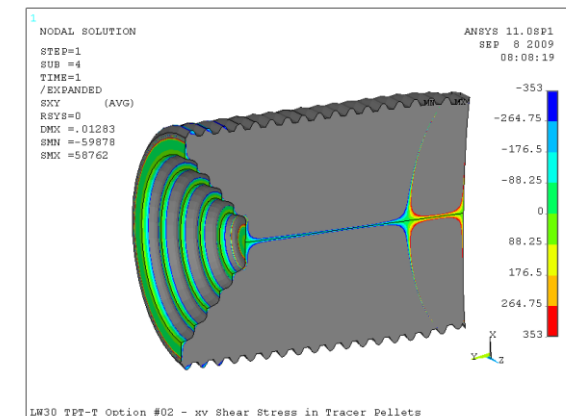 1
NODAL SOLUTION
STEP=1
SUB =4
TIME=1
/EXPANDED
SXY (AVG)
RSYS=0
DMX =.01283
SMN =-59878
SMX =58762
ANSYS 11.0SP1
SEP 8 2009
08:08:19
MN MX
-353
-264.75
-176.5
-88.25
0
88.25
176.5
264.75
353
X
Y Z
LW30 TPT-T Option #02 - xy Shear Stress in Tracer Pellets